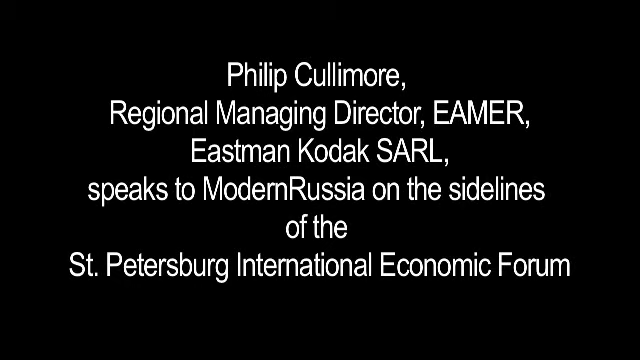 Philip Cullimore,
Regional Managing Director, EAMER,
Eastman Kodak SARL,
speaks to ModernRussia on the sidelines
of the
St. Petersburg International Economic Forum